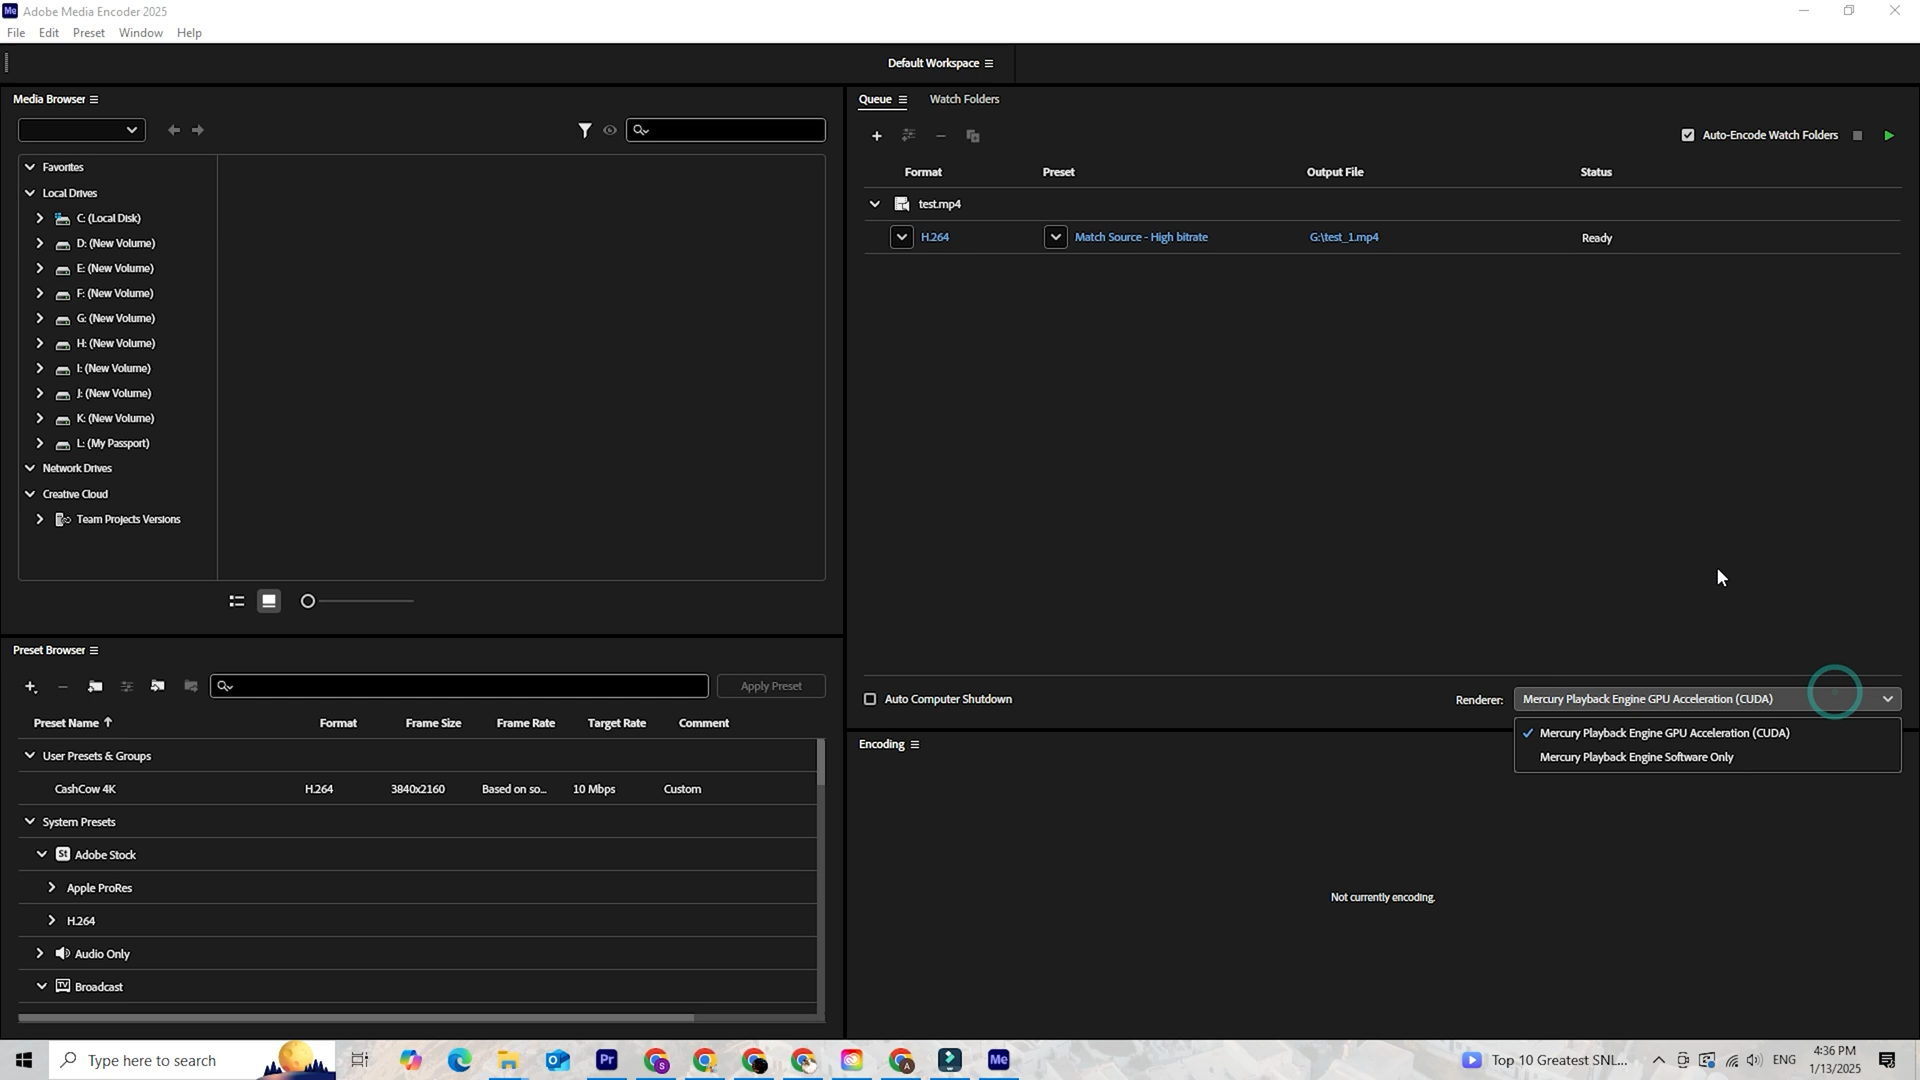 Me Adobe Media Encoder 2025
File Edit Preset Window Help
Default Workspace
Media Browser
Favorites
Local Drives
C: (Local Disk)
D: (New Volume)
E: (New Volume)
F: (New Volume)
G: (New Volume)
H: (New Volume)
I: (New Volume)
J: (New Volume)
K: (New Volume)
L: (My Passport)
Network Drives
Creative Cloud
Team Projects Versions
Queue Watch Folders
Auto-Encode Watch Folders
Format Preset Output File Status
test.mp4
H.264 Match Source - High bitrate G:\test_1.mp4 Ready
Auto Computer Shutdown
Renderer: Mercury Playback Engine GPU Acceleration (CUDA)
Mercury Playback Engine GPU Acceleration (CUDA)
Mercury Playback Engine Software Only
Preset Browser
Apply Preset
Preset Name Format Frame Size Frame Rate Target Rate Comment
User Presets & Groups
CashCow 4K H.264 3840x2160 Based on so... 10 Mbps Custom
System Presets
St Adobe Stock
Apple ProRes
H.264
Audio Only
TV Broadcast
Encoding
Not currently encoding.
Type here to search
Pr
S
A
Me
Top 10 Greatest SNL...
ENG
4:36 PM
1/13/2025